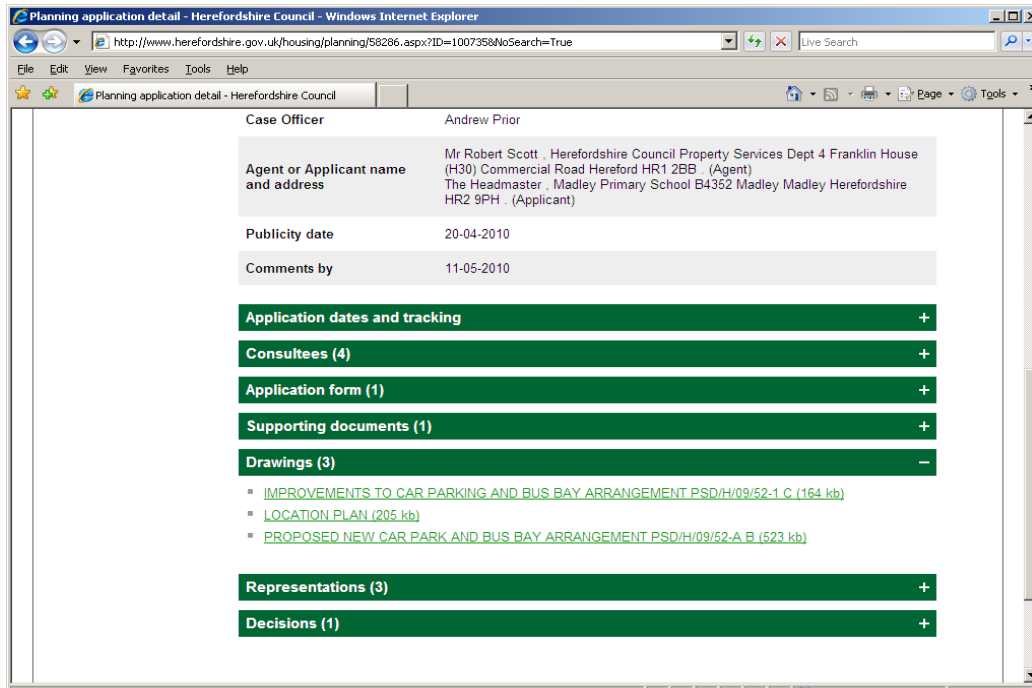 Planning application detail - Herefordshire Council - Windows Internet Explorer
http://www.herefordshire.gov.uk/housing/planning/58286.aspx?ID=100735&NoSearch=True
Live Search
File Edit View Favorites Tools Help
Planning application detail - Herefordshire Council
Page Tools
Case Officer Andrew Prior
Agent or Applicant name
and address
Mr Robert Scott , Herefordshire Council Property Services Dept 4 Franklin House
(H30) Commercial Road Hereford HR1 2BB . (Agent)
The Headmaster , Madley Primary School B4352 Madley Madley Herefordshire
HR2 9PH . (Applicant)
Publicity date 20-04-2010
Comments by 11-05-2010
Application dates and tracking +
Consultees (4) +
Application form (1) +
Supporting documents (1) +
Drawings (3) –
IMPROVEMENTS TO CAR PARKING AND BUS BAY ARRANGEMENT PSD/H/09/52-1 C (164 kb)
LOCATION PLAN (205 kb)
PROPOSED NEW CAR PARK AND BUS BAY ARRANGEMENT PSD/H/09/52-A B (523 kb)
Representations (3) +
Decisions (1) +